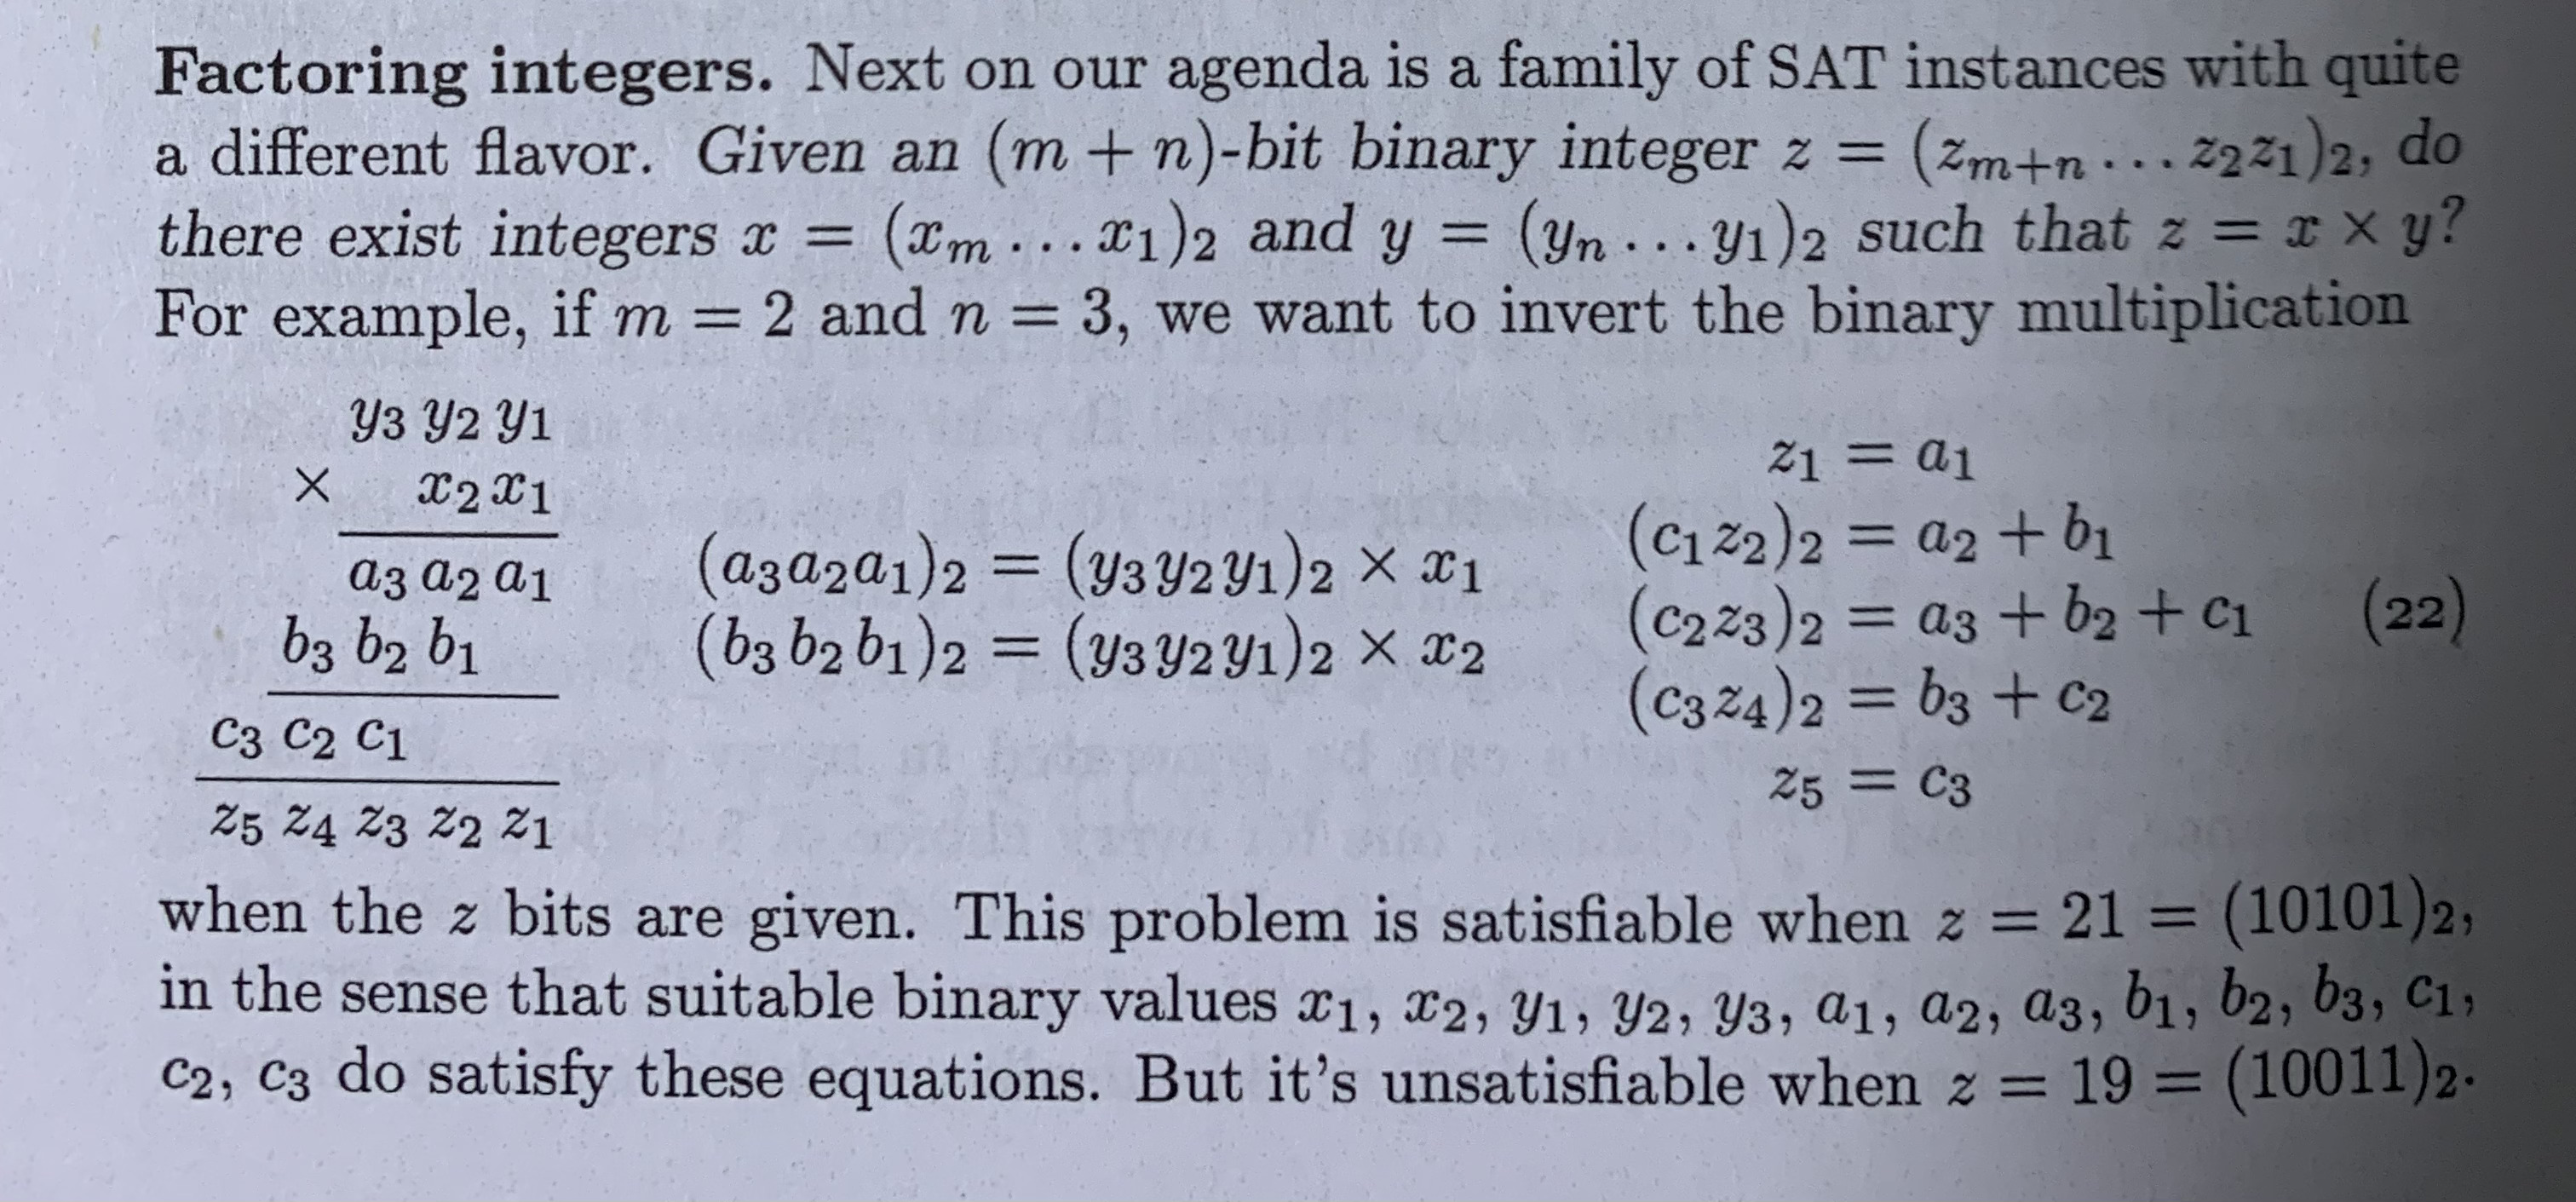 Factoring integers. Next on our agenda is a family of SAT instances with quite
a different flavor. Given an (m + n)-bit binary integer z = (z_{m+n} . . . z_2 z_1)_2, do
there exist integers x = (x_m . . . x_1)_2 and y = (y_n . . . y_1)_2 such that z = x × y?
For example, if m = 2 and n = 3, we want to invert the binary multiplication
y_3 y_2 y_1
× x_2 x_1
a_3 a_2 a_1
b_3 b_2 b_1
c_3 c_2 c_1
z_5 z_4 z_3 z_2 z_1
(a_3 a_2 a_1)_2 = (y_3 y_2 y_1)_2 × x_1
(b_3 b_2 b_1)_2 = (y_3 y_2 y_1)_2 × x_2
z_1 = a_1
(c_1 z_2)_2 = a_2 + b_1
(c_2 z_3)_2 = a_3 + b_2 + c_1
(c_3 z_4)_2 = b_3 + c_2
z_5 = c_3
(22)
when the z bits are given. This problem is satisfiable when z = 21 = (10101)_2,
in the sense that suitable binary values x_1, x_2, y_1, y_2, y_3, a_1, a_2, a_3, b_1, b_2, b_3, c_1,
c_2, c_3 do satisfy these equations. But it's unsatisfiable when z = 19 = (10011)_2.